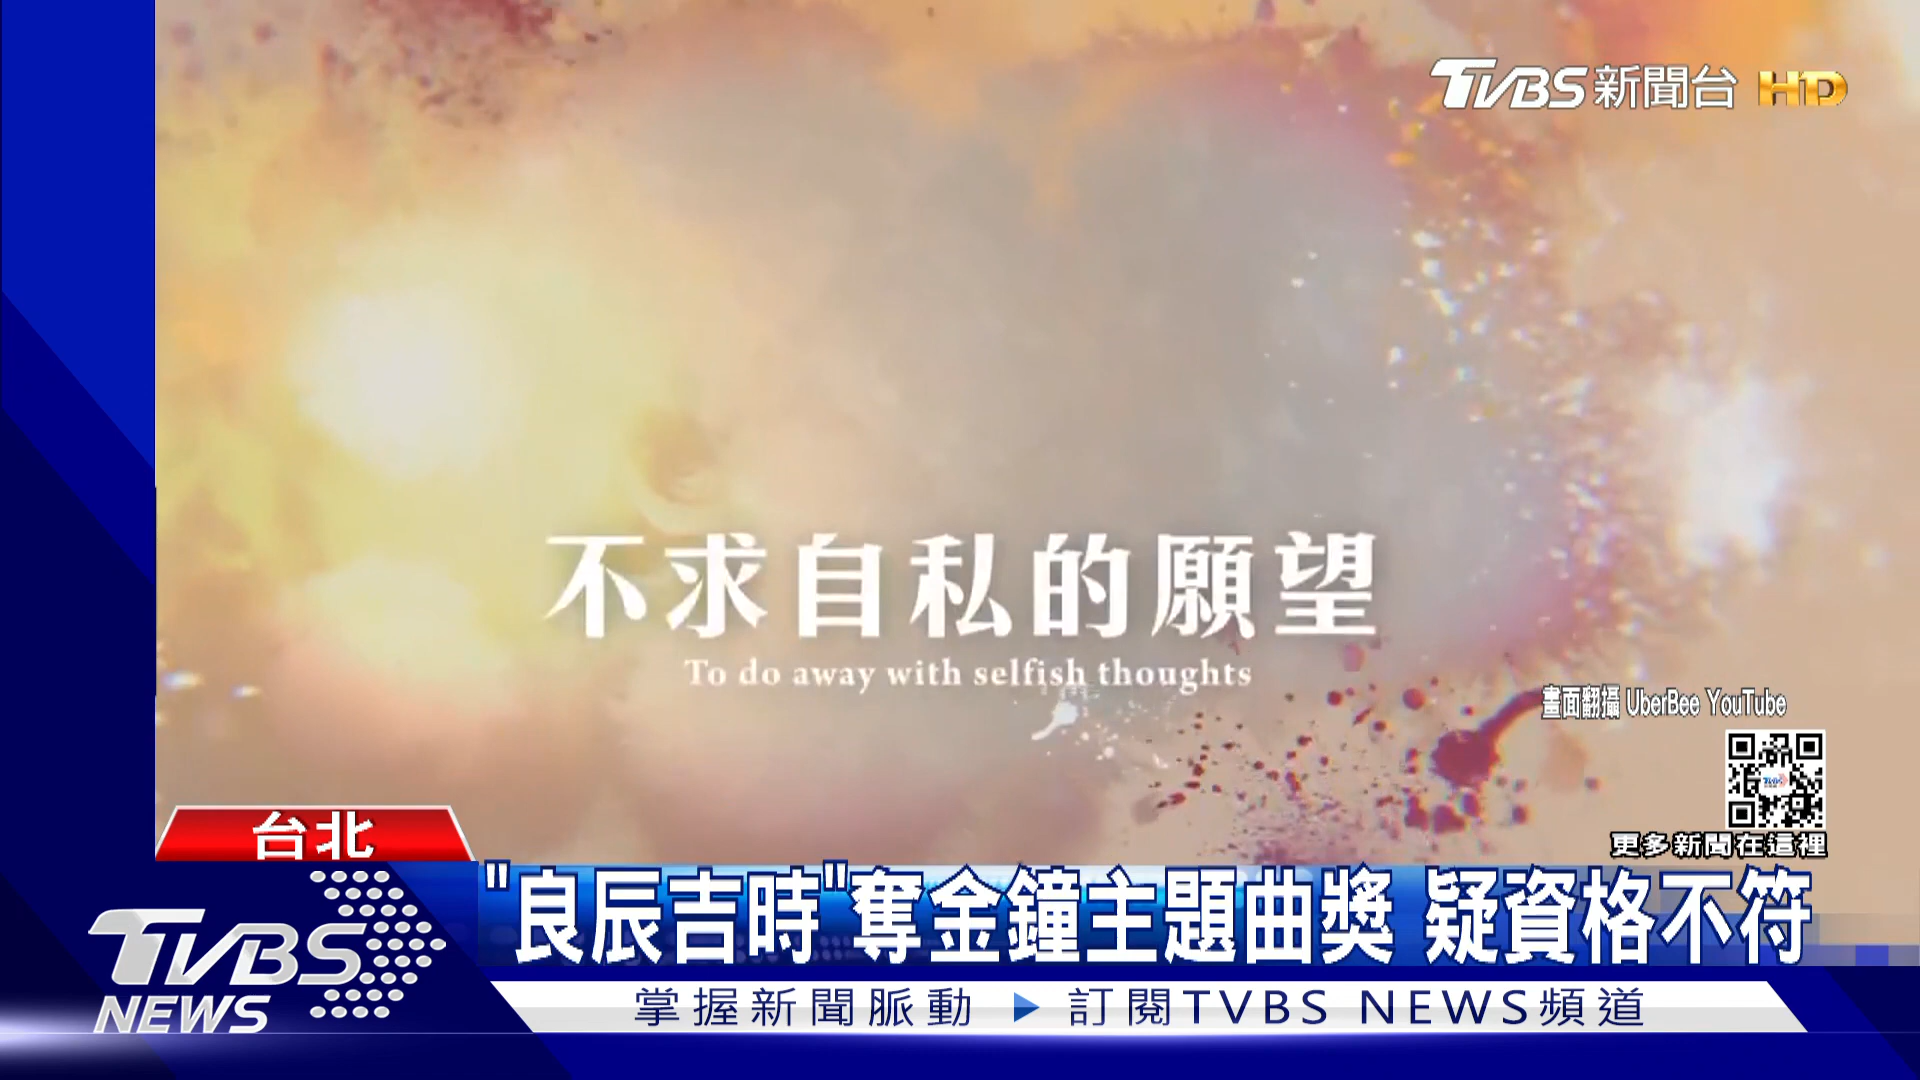 TVBS新聞台 HD
不求自私的願望
To do away with selfish thoughts
畫面翻攝 UberBee YouTube
更多新聞在這裡
台北
"良辰吉時"奪金鐘主題曲獎 疑資格不符
TVBS
NEWS
掌握新聞脈動 ▶ 訂閱TVBS NEWS頻道